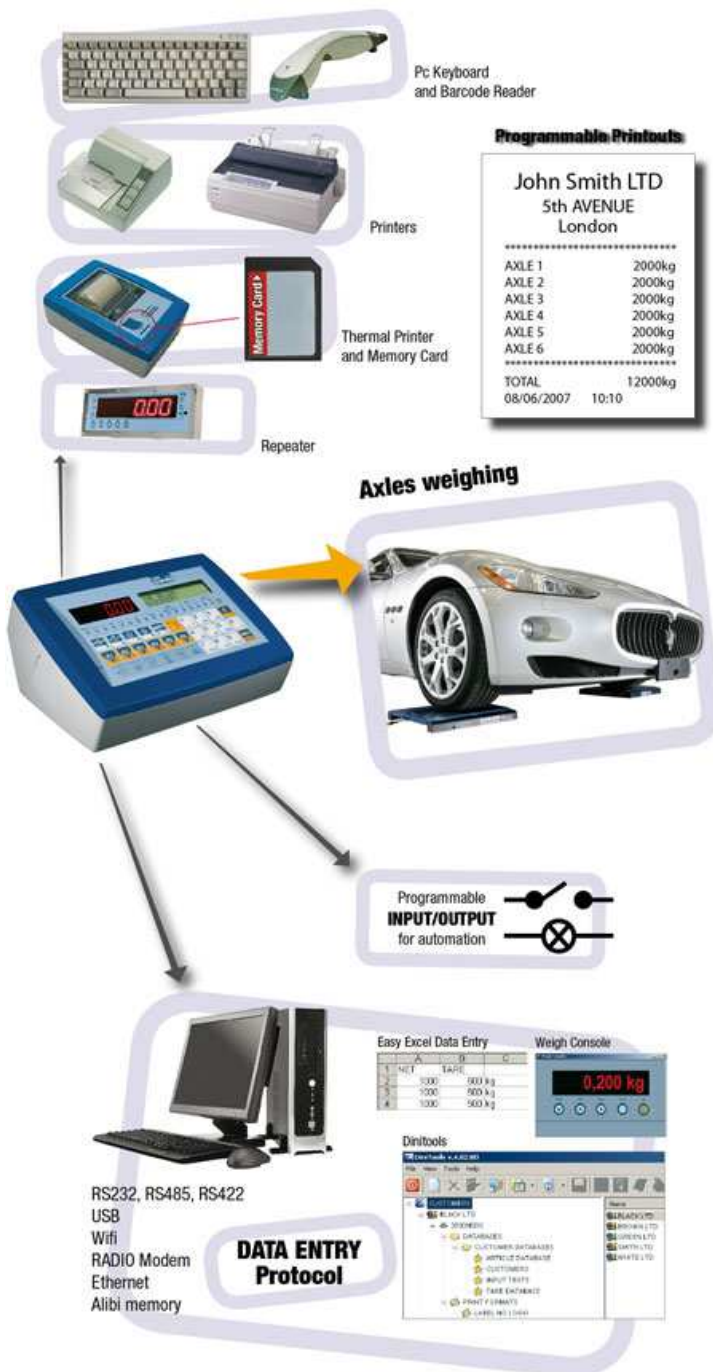 Pc Keyboard
and Barcode Reader
Programmable Printouts
John Smith LTD
5th AVENUE
London
******************************
AXLE 1 2000kg
AXLE 2 2000kg
AXLE 3 2000kg
AXLE 4 2000kg
AXLE 5 2000kg
AXLE 6 2000kg
******************************
TOTAL 12000kg
08/06/2007 10:10
Printers
Memory Card
Thermal Printer
and Memory Card
0.00
Repeater
Axles weighing
0.00
Programmable
INPUT/OUTPUT
for automation
Easy Excel Data Entry
A B C
1 NET TARE
2 1000 500 kg
3 1000 500 kg
4 1000 500 kg
Weigh Console
0,200 kg
Dinitools
File View Tools Help
CUSTOMERS
BLACK LTD
DATABASES
CUSTOMER DATABASES
ARTICLE DATABASE
CUSTOMERS
INPUT TEXTS
TARE DATABASE
PRINT FORMATS
Name
BLACK LTD
BROWN LTD
GREEN LTD
SMITH LTD
WHITE LTD
RS232, RS485, RS422
USB
Wifi
RADIO Modem
Ethernet
Alibi memory
DATA ENTRY
Protocol